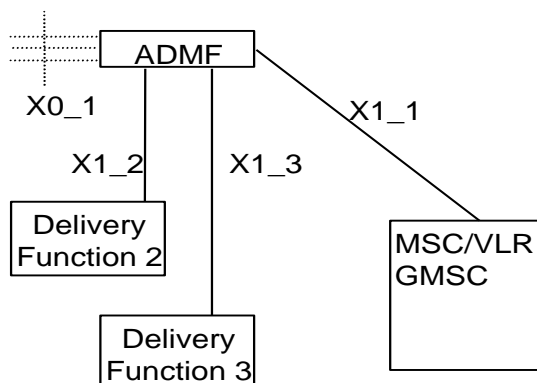 ADMF
X0_1
X1_1
X1_2
X1_3
Delivery
Function 2
MSC/VLR
GMSC
Delivery
Function 3